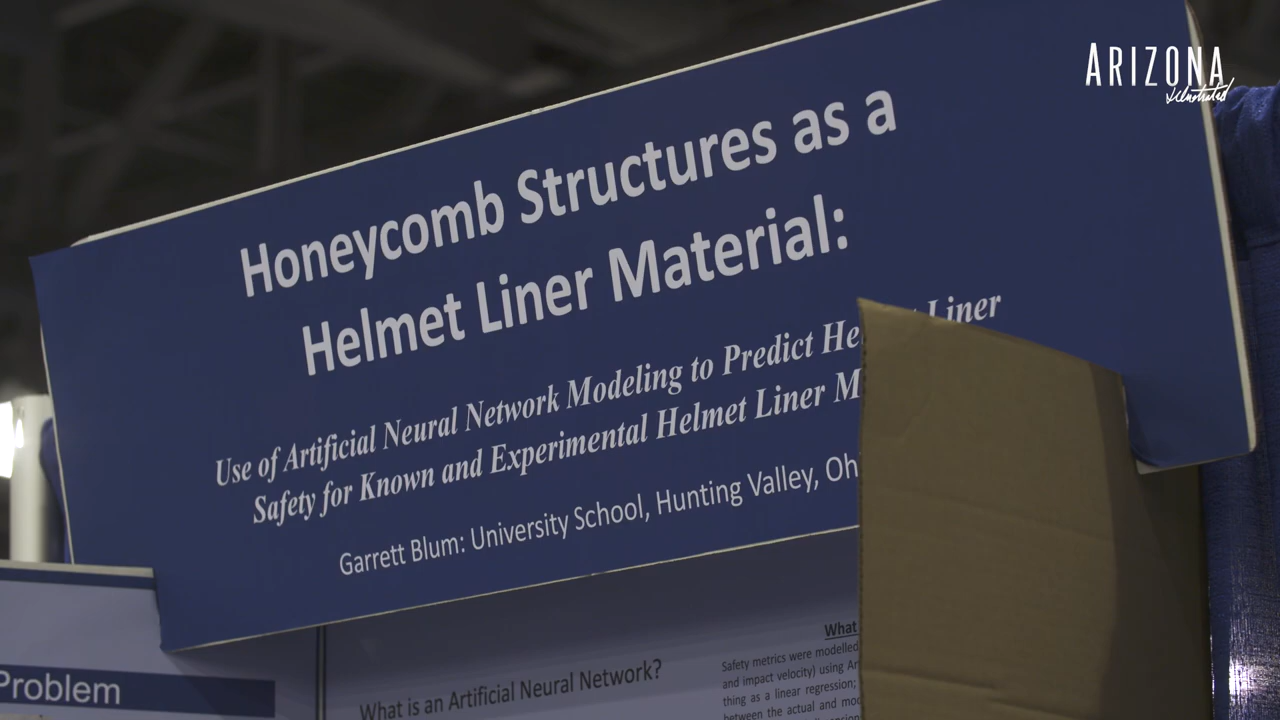 ARIZONA
Illustrated
Honeycomb Structures as a
Helmet Liner Material:
Use of Artificial Neural Network Modeling to Predict He Liner
Safety for Known and Experimental Helmet Liner M
Garrett Blum: University School, Hunting Valley, Oh
Problem
What is an Artificial Neural Network?
What
Safety metrics were modelled
and impact velocity) using Ar
thing as a linear regression;
between the actual and mod